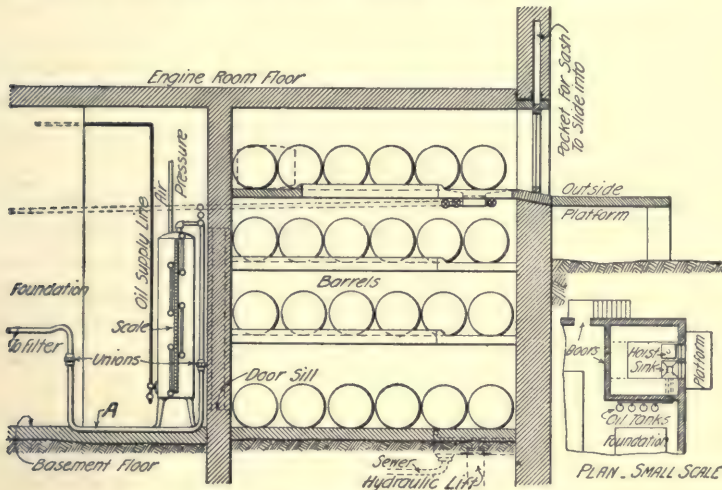 Engine Room Floor
Pocket For Sash
To Slide into
Oil Supply Line
Air
Pressure
Outside
Platform
Barrels
Foundation
Scale
To Filter
Unions
Door Sill
A
Basement Floor
Sewer
Hydraulic Lift
Doors
Hoist
Sink
Platform
Oil Tanks
Foundation
PLAN - SMALL SCALE